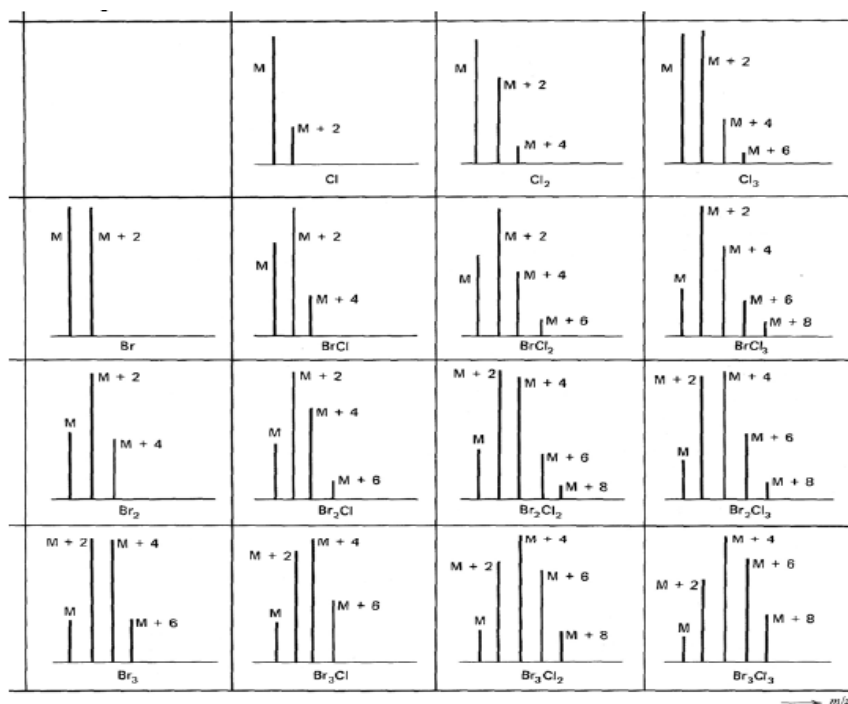 M
M + 2
Cl
M
M + 2
M + 4
Cl₂
M
M + 2
M + 4
M + 6
Cl₃
M
M + 2
Br
M
M + 2
M + 4
BrCl
M
M + 2
M + 4
M + 6
BrCl₂
M
M + 2
M + 4
M + 6
M + 8
BrCl₃
M
M + 2
M + 4
Br₂
M
M + 2
M + 4
M + 6
Br₂Cl
M
M + 2
M + 4
M + 6
M + 8
Br₂Cl₂
M
M + 2
M + 4
M + 6
M + 8
Br₂Cl₃
M
M + 2
M + 4
M + 6
Br₃
M
M + 2
M + 4
M + 6
Br₃Cl
M
M + 2
M + 4
M + 6
M + 8
Br₃Cl₂
M
M + 2
M + 4
M + 6
M + 8
Br₃Cl₃
m/z